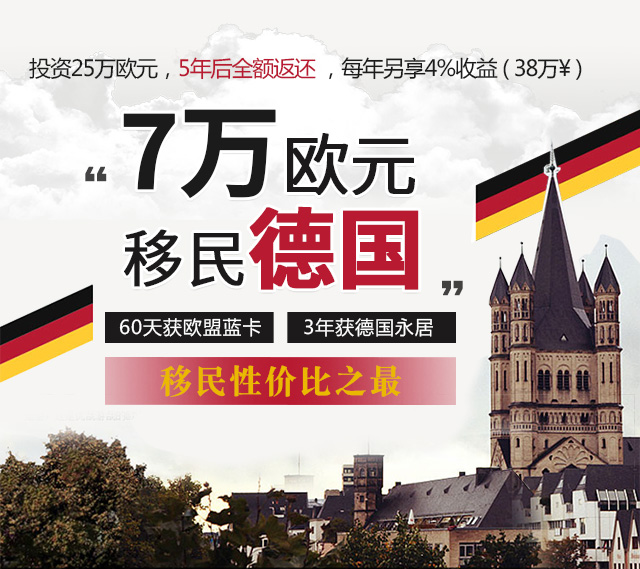 投资25万欧元，5年后全额返还，每年另享4%收益（38万¥）
“7万欧元
移民德国”
60天获欧盟蓝卡 3年获德国永居
移民性价比之最